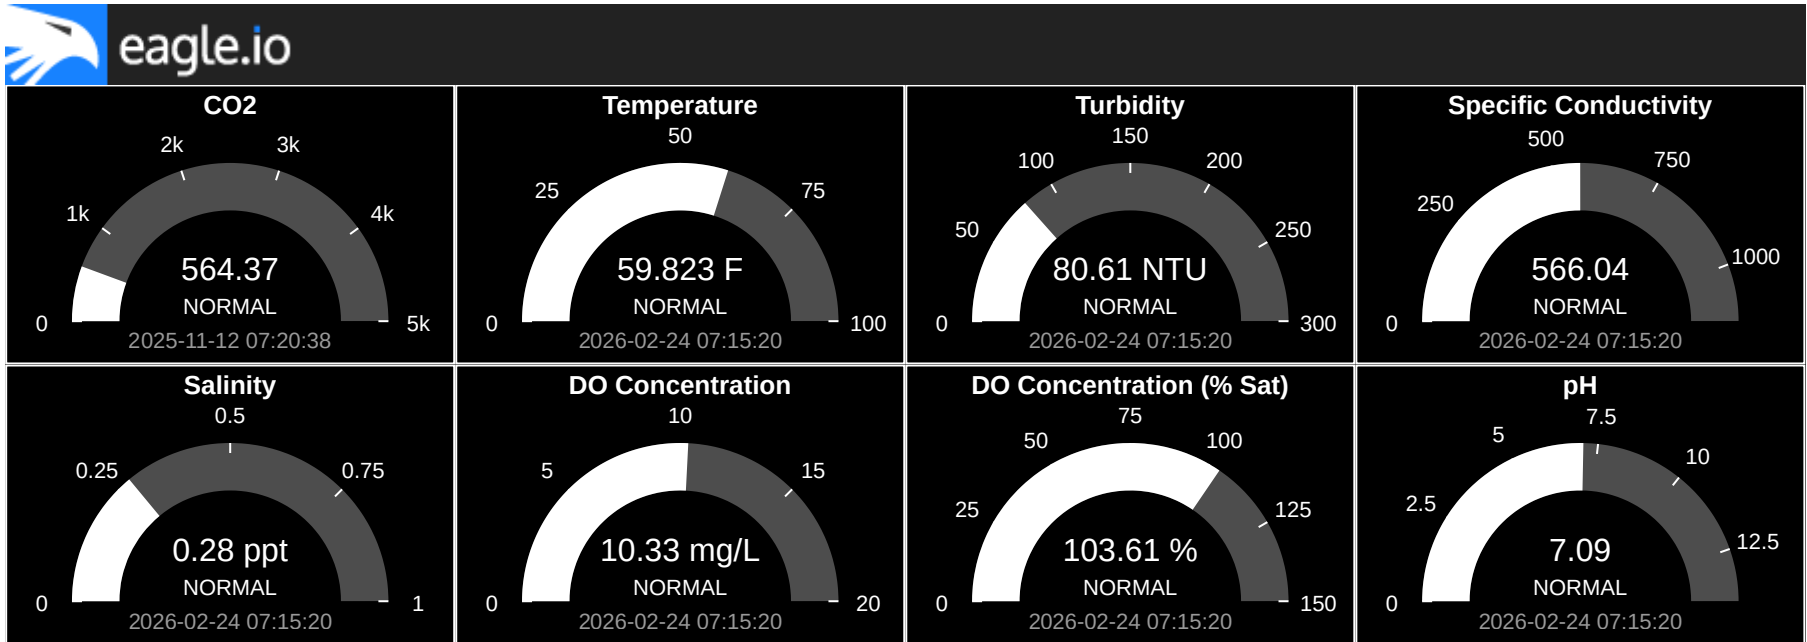 eagle.io
CO2
2k
3k
1k
4k
564.37
NORMAL
0
5k
2025-11-12 07:20:38
Temperature
50
25
75
59.823 F
NORMAL
0
100
2026-02-24 07:15:20
Turbidity
150
100
200
50
250
80.61 NTU
NORMAL
0
300
2026-02-24 07:15:20
Specific Conductivity
500
750
250
1000
566.04
NORMAL
0
2026-02-24 07:15:20
Salinity
0.5
0.25
0.75
0.28 ppt
NORMAL
0
1
2026-02-24 07:15:20
DO Concentration
10
5
15
10.33 mg/L
NORMAL
0
20
2026-02-24 07:15:20
DO Concentration (% Sat)
75
50
100
25
125
103.61 %
NORMAL
0
150
2026-02-24 07:15:20
pH
7.5
5
10
2.5
12.5
7.09
NORMAL
0
2026-02-24 07:15:20